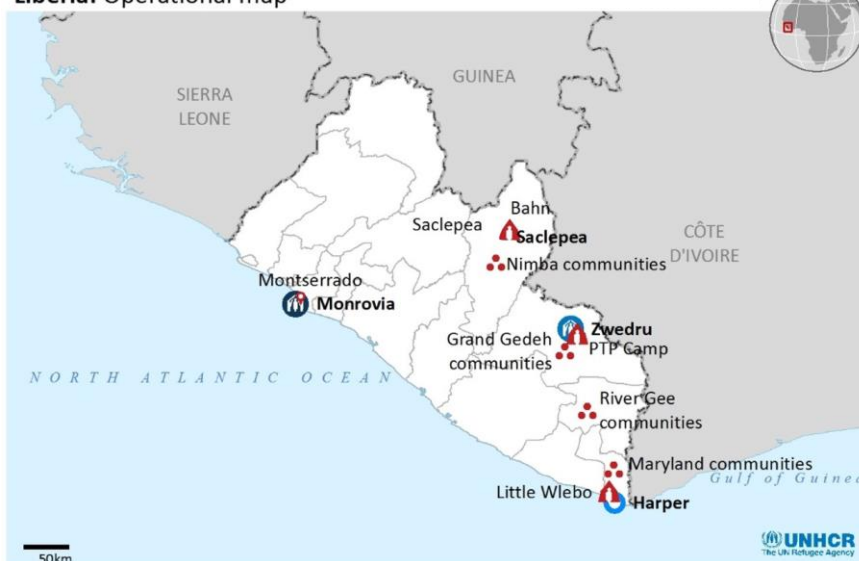 Liberia: Operational map
GUINEA
SIERRA
LEONE
Bahn
Saclepea
Saclepea
CÔTE
D'IVOIRE
Nimba communities
Montserrado
Monrovia
Zwedru
Grand Gedeh
communities
PTP Camp
NORTH ATLANTIC OCEAN
River Gee
communities
Maryland communities
Gulf of Guinea
Little Wlebo
Harper
50km
UNHCR
The UN Refugee Agency